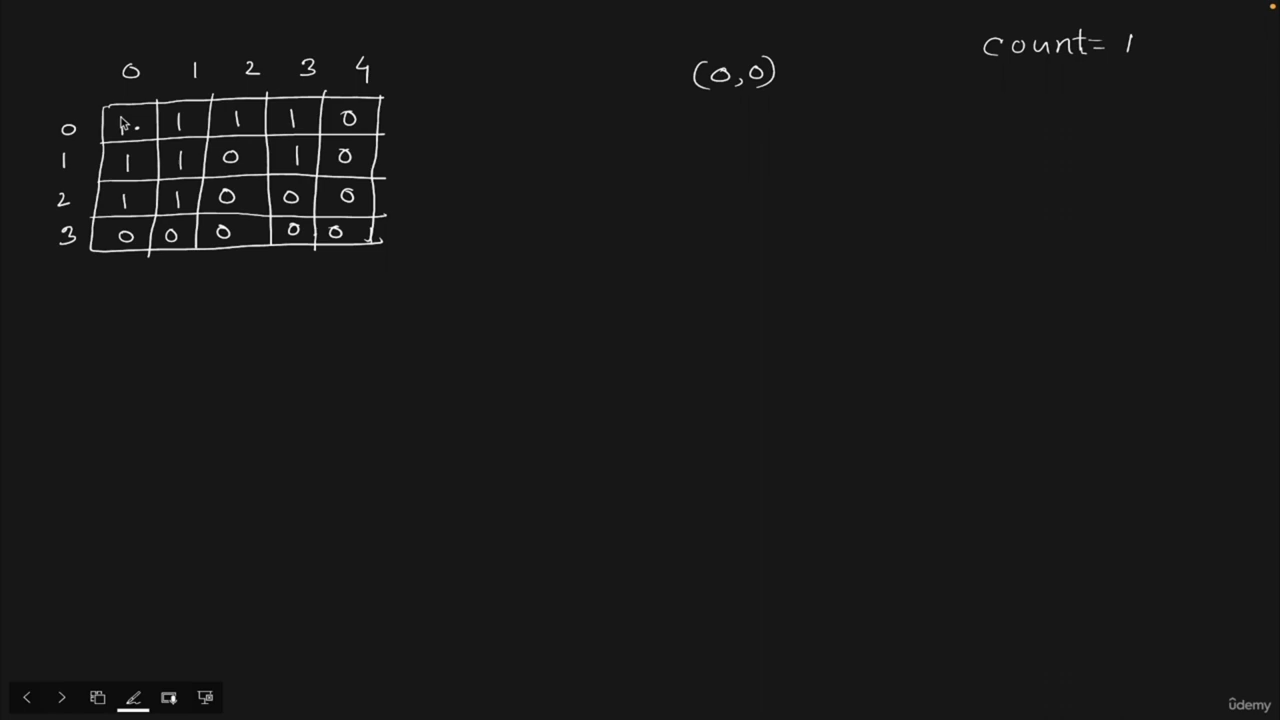 count= 1
(0,0)
0 1 2 3 4
0 1 1 1 0
1 1 1 0 1 0
2 1 1 0 0 0
3 0 0 0 0 0
udemy